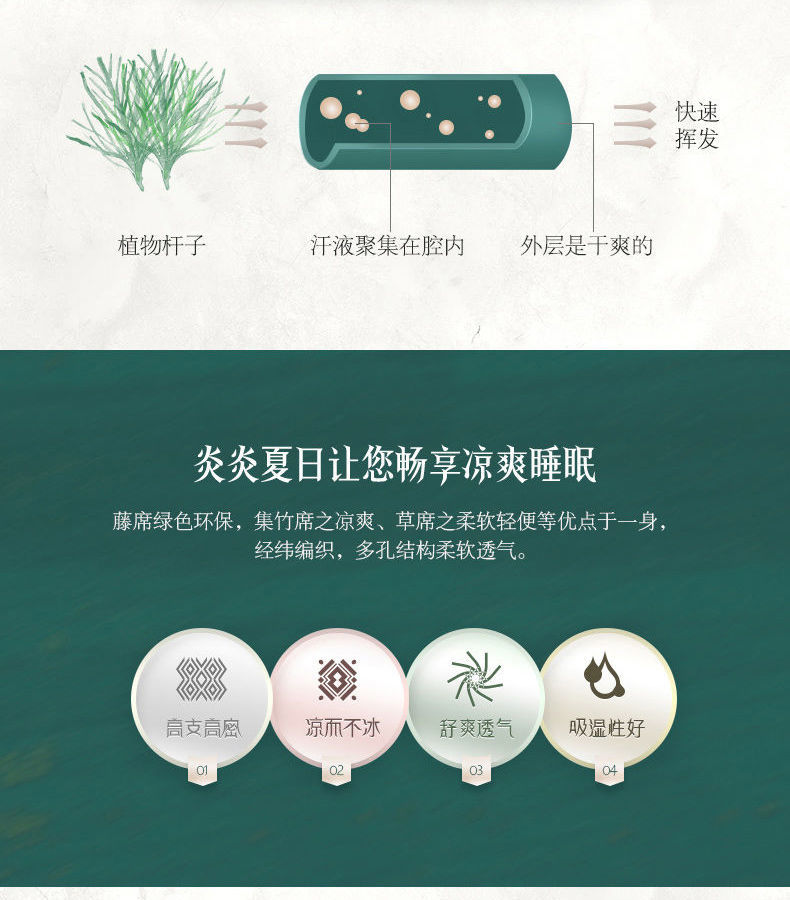 快速
挥发
植物杆子
汗液聚集在腔内
外层是干爽的
炎炎夏日让您畅享凉爽睡眠
藤席绿色环保，集竹席之凉爽、草席之柔软轻便等优点于一身，
经纬编织，多孔结构柔软透气。
高支高密
凉而不冰
舒爽透气
吸湿性好
01
02
03
04